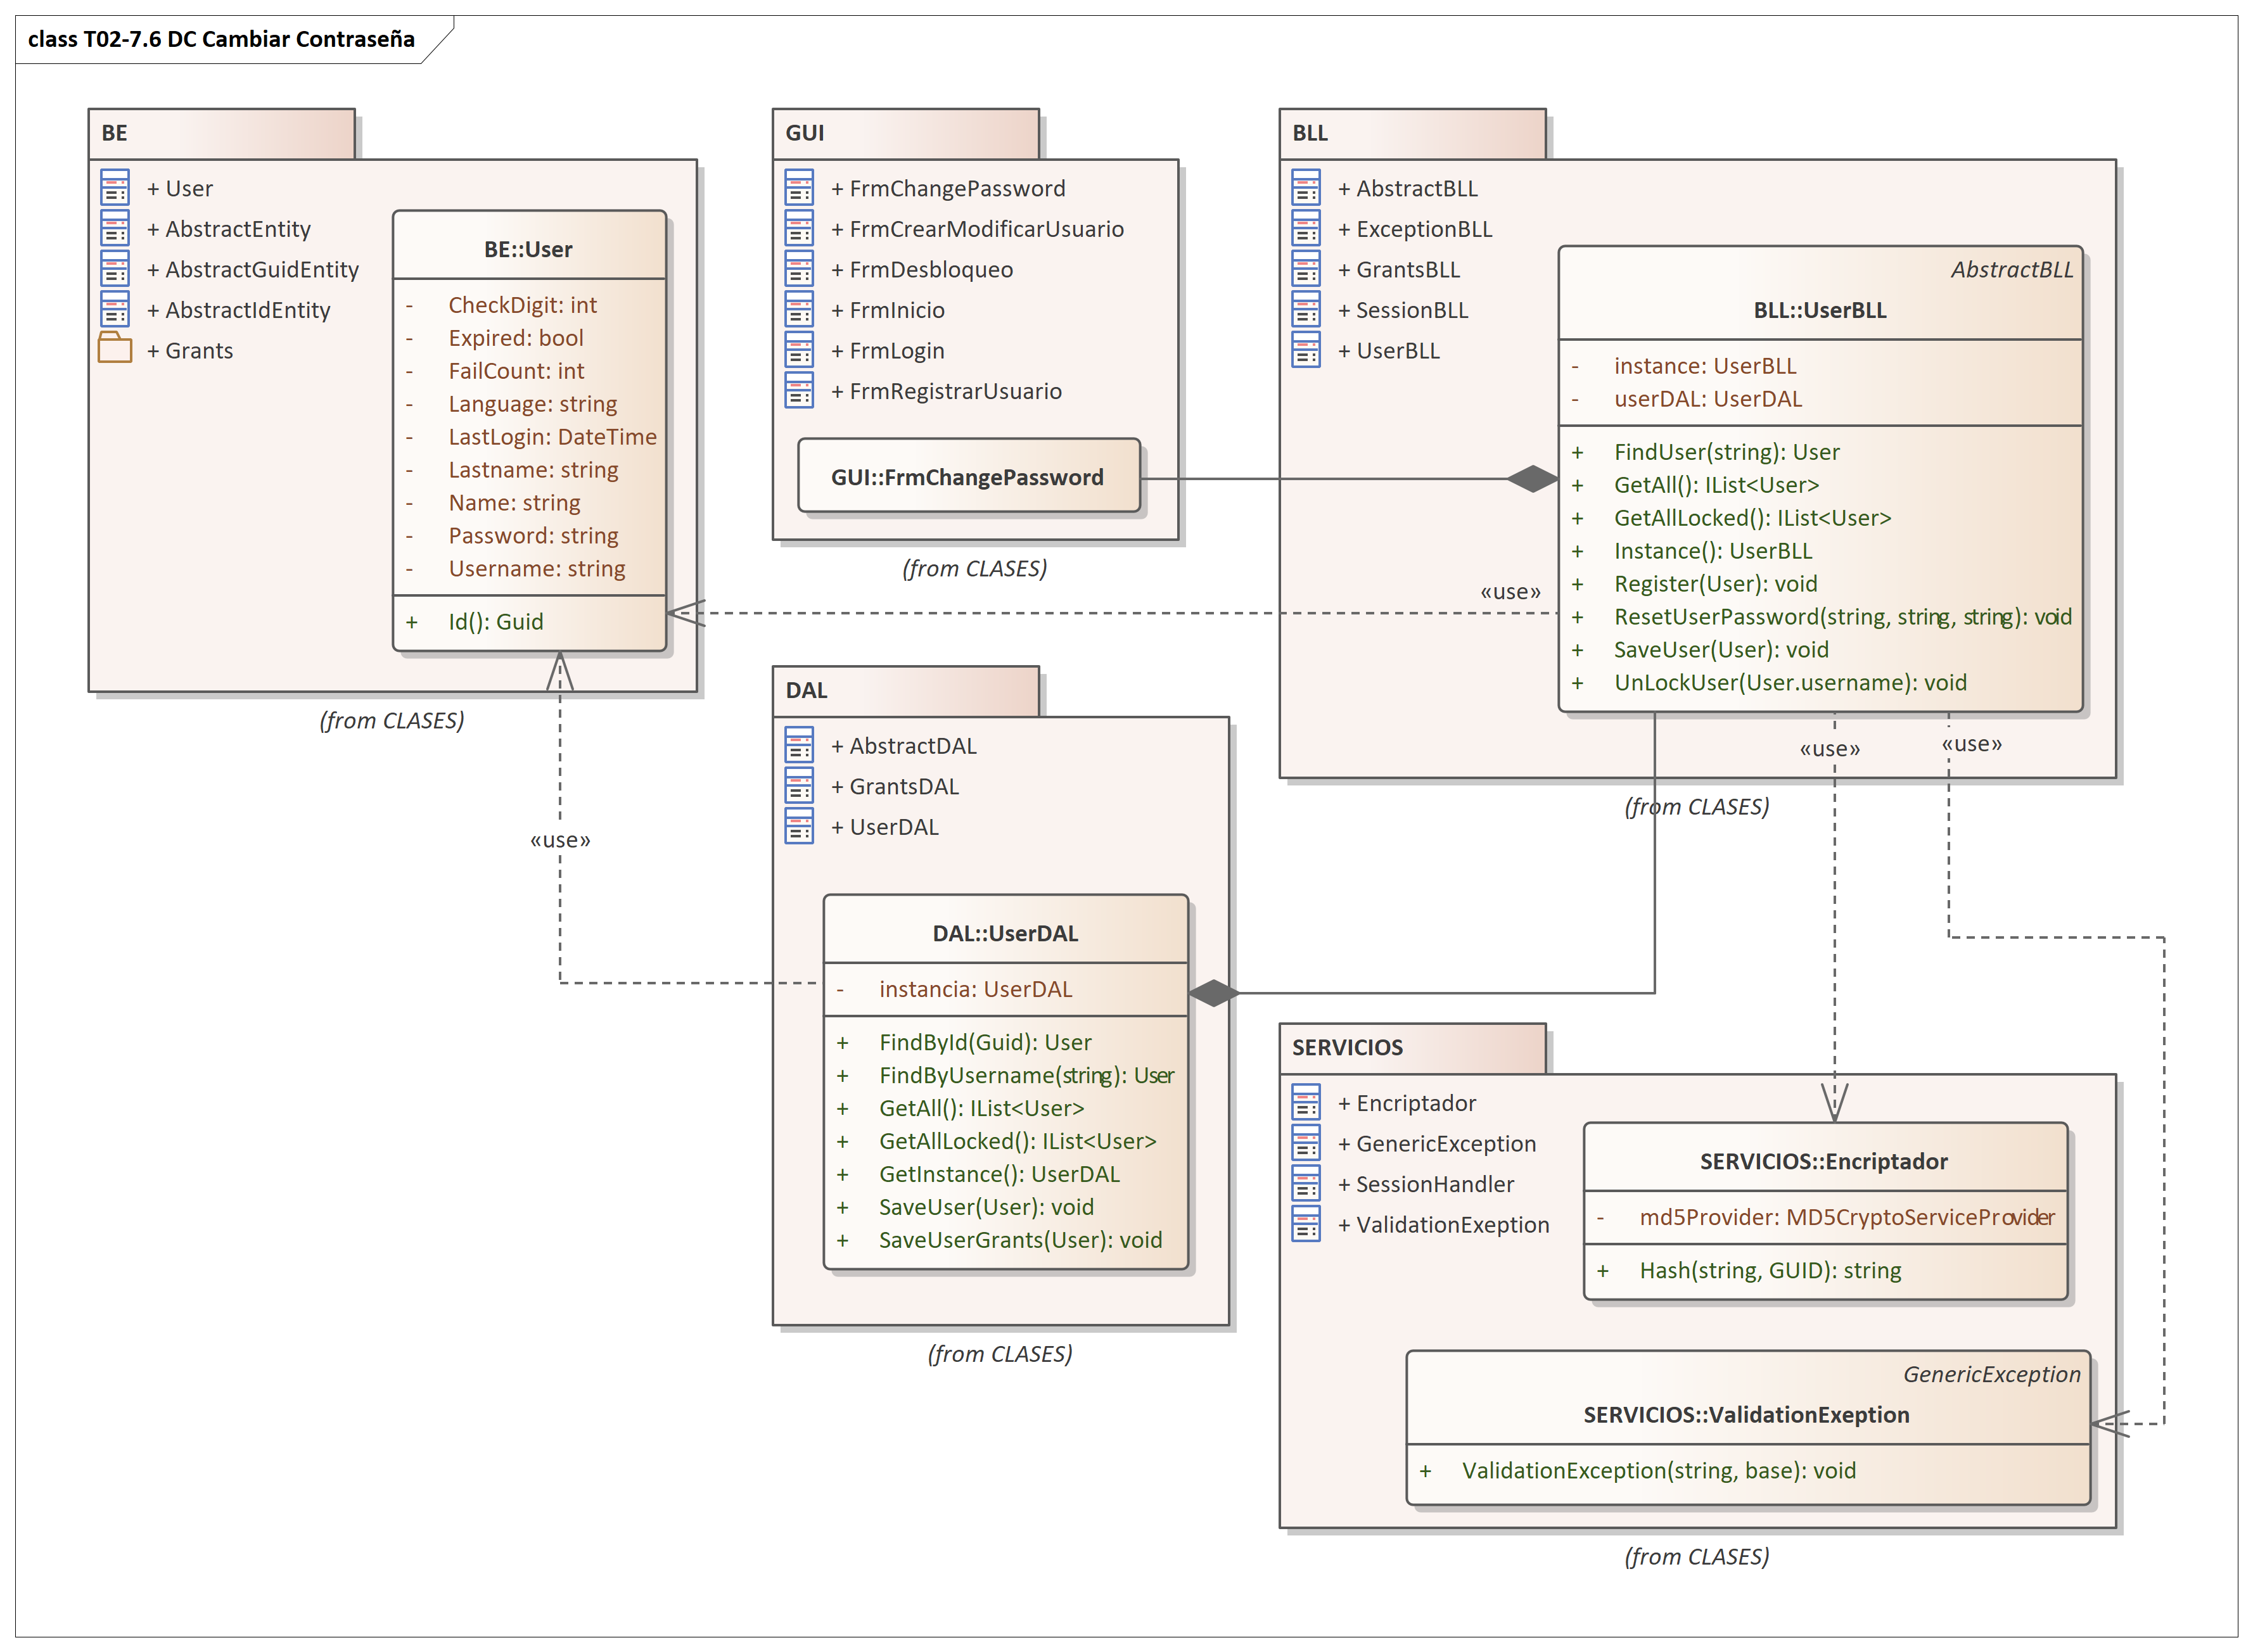 class T02-7.6 DC Cambiar Contraseña
BE
+ User
+ AbstractEntity
+ AbstractGuidEntity
+ AbstractIdEntity
+ Grants
BE::User
- CheckDigit: int
- Expired: bool
- FailCount: int
- Language: string
- LastLogin: DateTime
- Lastname: string
- Name: string
- Password: string
- Username: string
+ Id(): Guid
(from CLASES)
GUI
+ FrmChangePassword
+ FrmCrearModificarUsuario
+ FrmDesbloqueo
+ FrmInicio
+ FrmLogin
+ FrmRegistrarUsuario
GUI::FrmChangePassword
(from CLASES)
BLL
+ AbstractBLL
+ ExceptionBLL
+ GrantsBLL
+ SessionBLL
+ UserBLL
AbstractBLL
BLL::UserBLL
- instance: UserBLL
- userDAL: UserDAL
+ FindUser(string): User
+ GetAll(): IList<User>
+ GetAllLocked(): IList<User>
+ Instance(): UserBLL
+ Register(User): void
+ ResetUserPassword(string, string, string): void
+ SaveUser(User): void
+ UnLockUser(User.username): void
(from CLASES)
«use»
«use»
«use»
«use»
DAL
+ AbstractDAL
+ GrantsDAL
+ UserDAL
DAL::UserDAL
- instancia: UserDAL
+ FindById(Guid): User
+ FindByUsername(string): User
+ GetAll(): IList<User>
+ GetAllLocked(): IList<User>
+ GetInstance(): UserDAL
+ SaveUser(User): void
+ SaveUserGrants(User): void
(from CLASES)
SERVICIOS
+ Encriptador
+ GenericException
+ SessionHandler
+ ValidationExeption
SERVICIOS::Encriptador
- md5Provider: MD5CryptoServiceProvider
+ Hash(string, GUID): string
GenericException
SERVICIOS::ValidationExeption
+ ValidationException(string, base): void
(from CLASES)